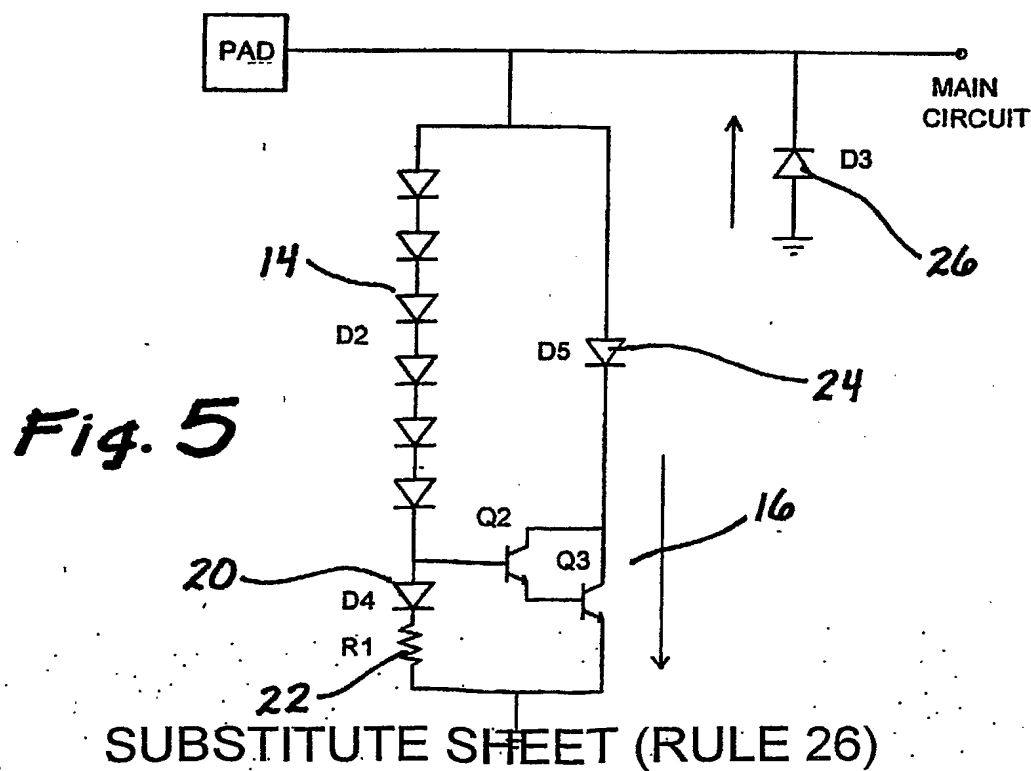 PAD
MAIN
CIRCUIT
D3
26
14
D2
D5
24
Fig. 5
Q2
16
Q3
20
D4
R1
22
SUBSTITUTE SHEET (RULE 26)